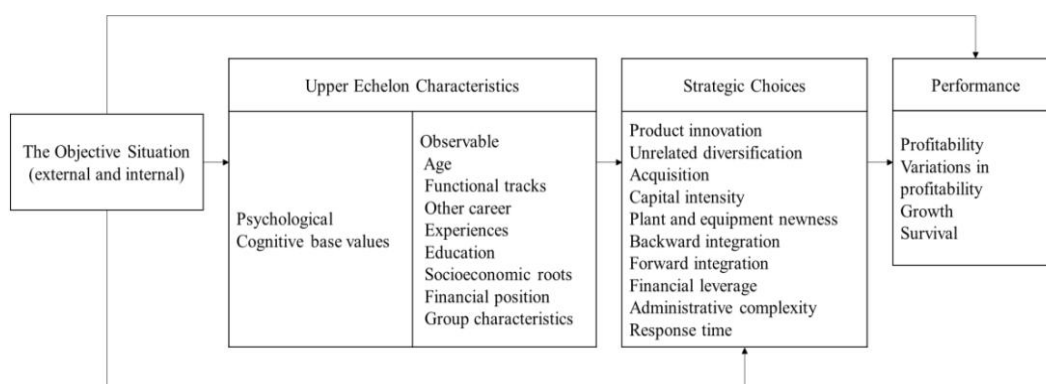 The Objective Situation
(external and internal)
Upper Echelon Characteristics
Psychological
Cognitive base values
Observable
Age
Functional tracks
Other career
Experiences
Education
Socioeconomic roots
Financial position
Group characteristics
Strategic Choices
Product innovation
Unrelated diversification
Acquisition
Capital intensity
Plant and equipment newness
Backward integration
Forward integration
Financial leverage
Administrative complexity
Response time
Performance
Profitability
Variations in
profitability
Growth
Survival